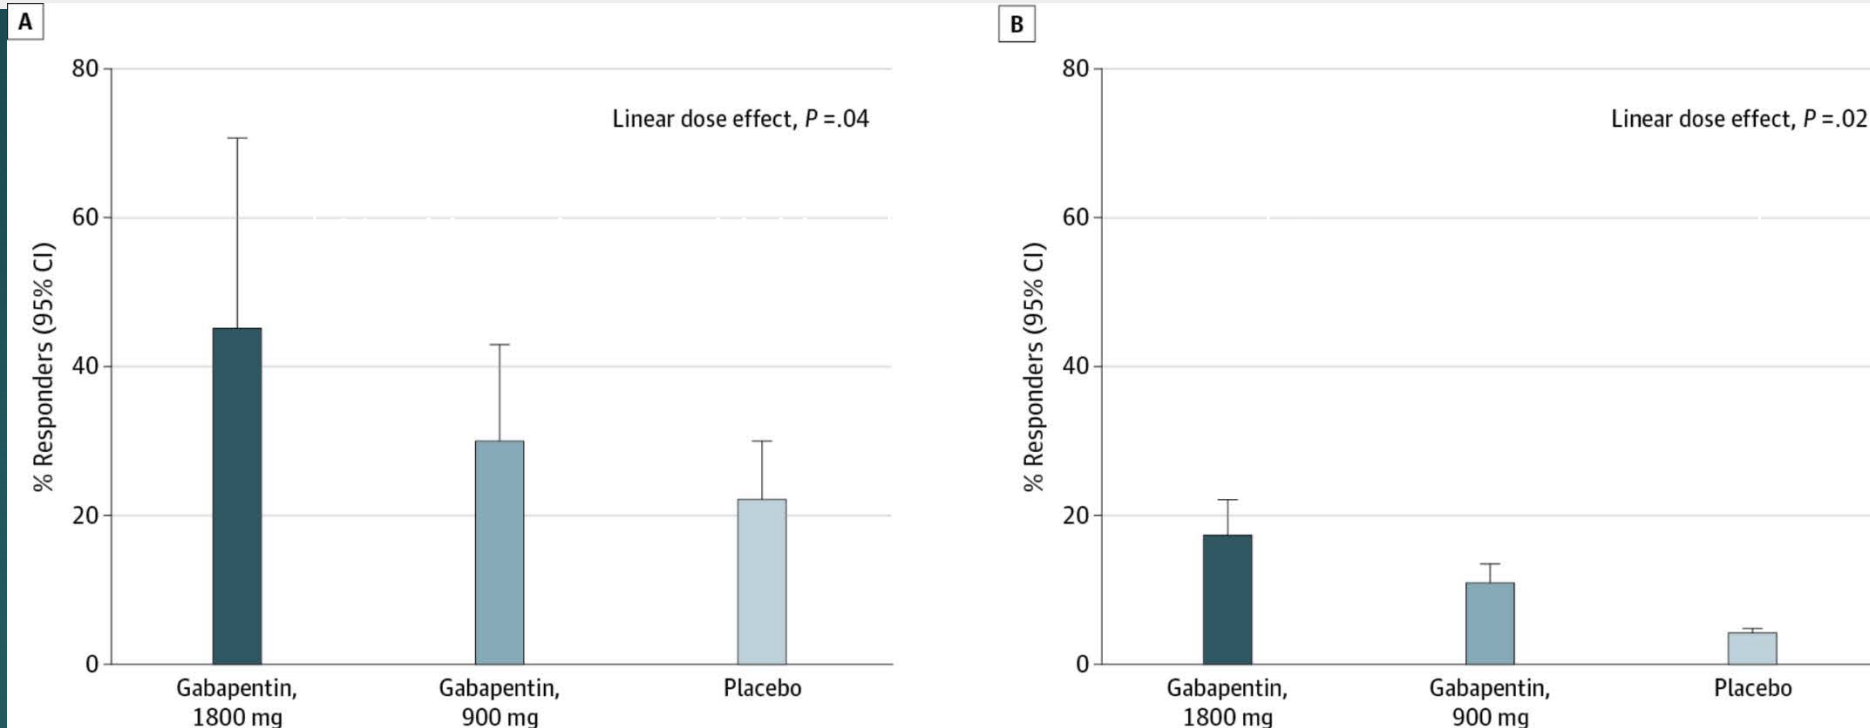 A
80
60
40
20
0
% Responders (95% CI)
Linear dose effect, P =.04
Gabapentin,
1800 mg
Gabapentin,
900 mg
Placebo
B
80
60
40
20
0
% Responders (95% CI)
Linear dose effect, P =.02
Gabapentin,
1800 mg
Gabapentin,
900 mg
Placebo